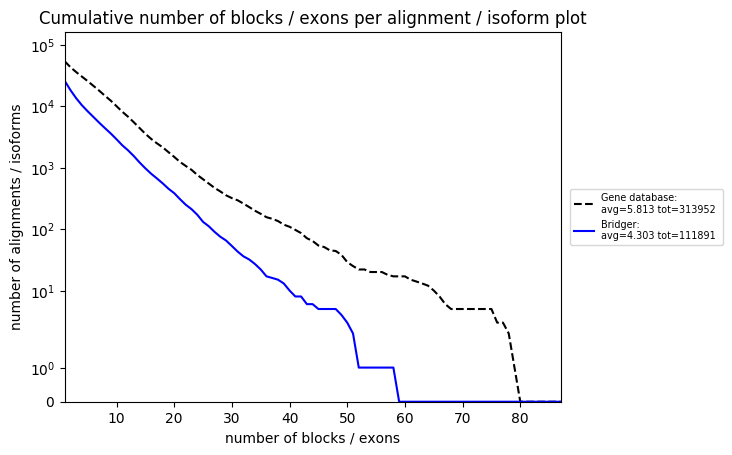 Cumulative number of blocks / exons per alignment / isoform plot
number of alignments / isoforms
10^5
10^4
10^3
10^2
10^1
10^0
0
10 20 30 40 50 60 70 80
number of blocks / exons
Gene database:
avg=5.813 tot=313952
Bridger:
avg=4.303 tot=111891